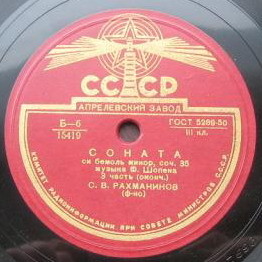 СССР
АПРЕЛЕВСКИЙ ЗАВОД
Б—6
15419
ГОСТ 5289-50
III кл.
СОНАТА
си бемоль минор, соч. 35
музыка Ф. Шопена
3 часть (оконч.)
С. В. РАХМАНИНОВ
(ф-но)
КОМИТЕТ РАДИОИНФОРМАЦИИ ПРИ СОВЕТЕ МИНИСТРОВ СССР